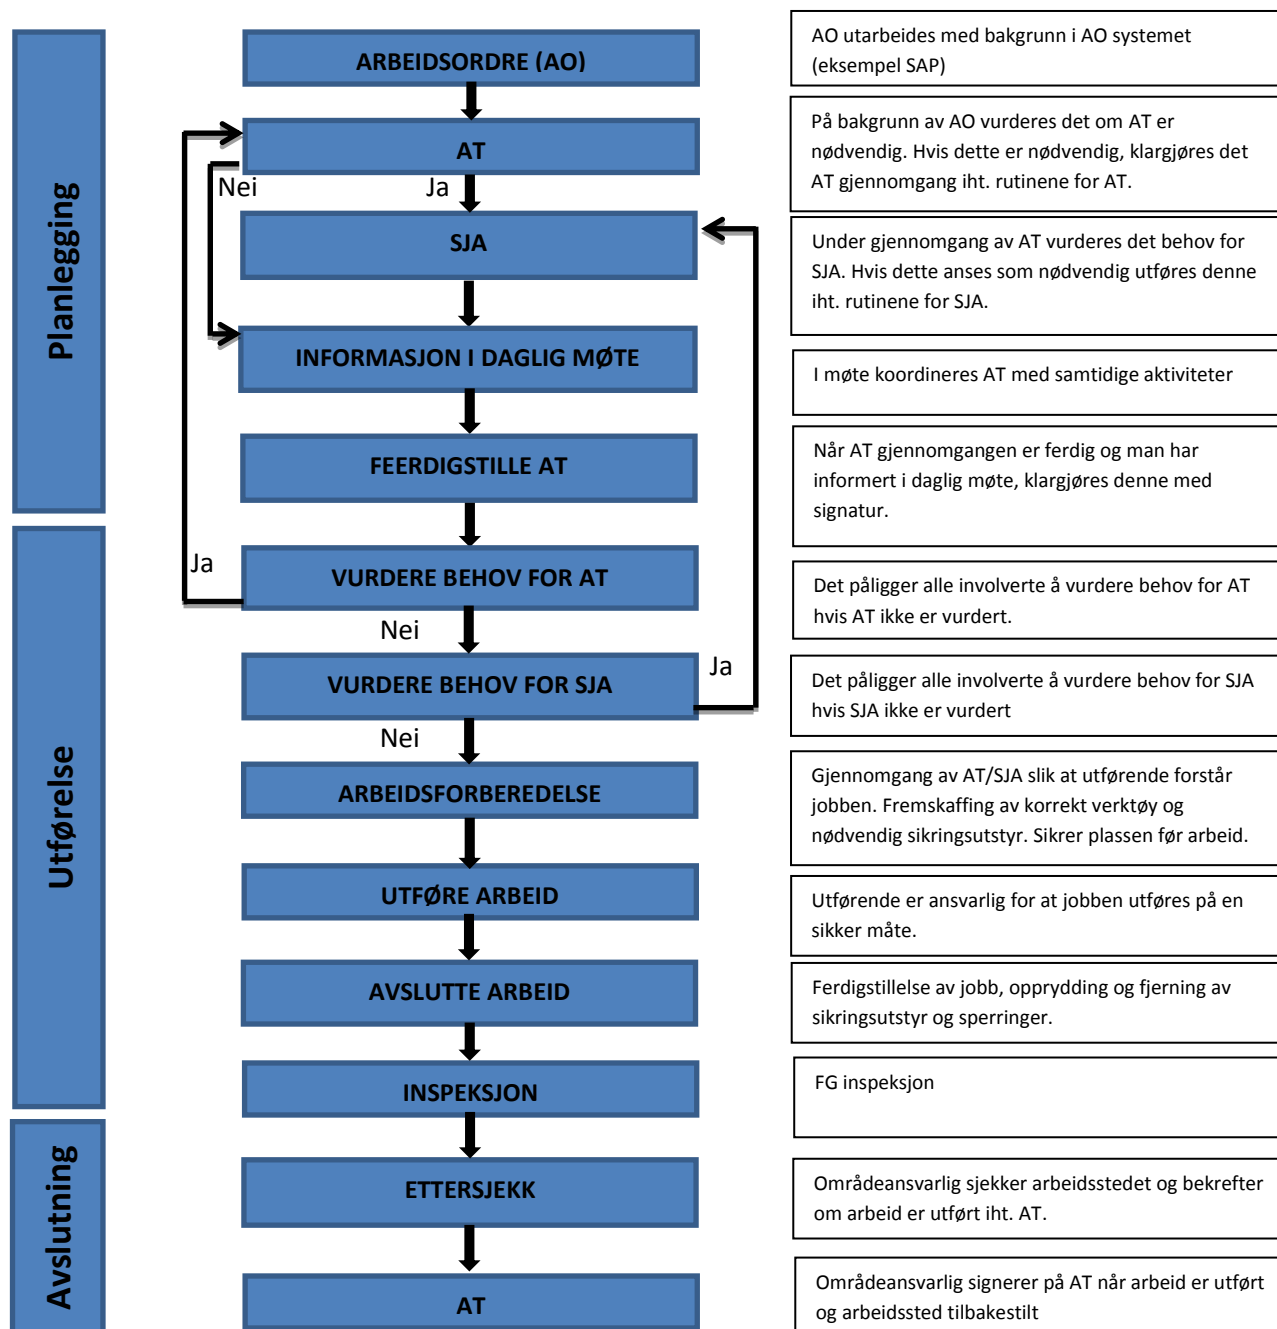 Planlegging
ARBEIDSORDRE (AO)
AO utarbeides med bakgrunn i AO systemet
(eksempel SAP)
AT
På bakgrunn av AO vurderes det om AT er
nødvendig. Hvis dette er nødvendig, klargjøres det
AT gjennomgang iht. rutinene for AT.
Nei
Ja
SJA
Under gjennomgang av AT vurderes det behov for
SJA. Hvis dette anses som nødvendig utføres denne
iht. rutinene for SJA.
INFORMASJON I DAGLIG MØTE
I møte koordineres AT med samtidige aktiviteter
FEERDIGSTILLE AT
Når AT gjennomgangen er ferdig og man har
informert i daglig møte, klargjøres denne med
signatur.
Utførelse
Ja
VURDERE BEHOV FOR AT
Det påligger alle involverte å vurdere behov for AT
hvis AT ikke er vurdert.
Nei
VURDERE BEHOV FOR SJA
Ja
Det påligger alle involverte å vurdere behov for SJA
hvis SJA ikke er vurdert
Nei
ARBEIDSFORBEREDELSE
Gjennomgang av AT/SJA slik at utførende forstår
jobben. Fremskaffing av korrekt verktøy og
nødvendig sikringsutstyr. Sikrer plassen før arbeid.
UTFØRE ARBEID
Utførende er ansvarlig for at jobben utføres på en
sikker måte.
AVSLUTTE ARBEID
Ferdigstillelse av jobb, opprydding og fjerning av
sikringsutstyr og sperringer.
INSPEKSJON
FG inspeksjon
Avslutning
ETTERSJEKK
Områdeansvarlig sjekker arbeidsstedet og bekrefter
om arbeid er utført iht. AT.
AT
Områdeansvarlig signerer på AT når arbeid er utført
og arbeidssted tilbakestilt